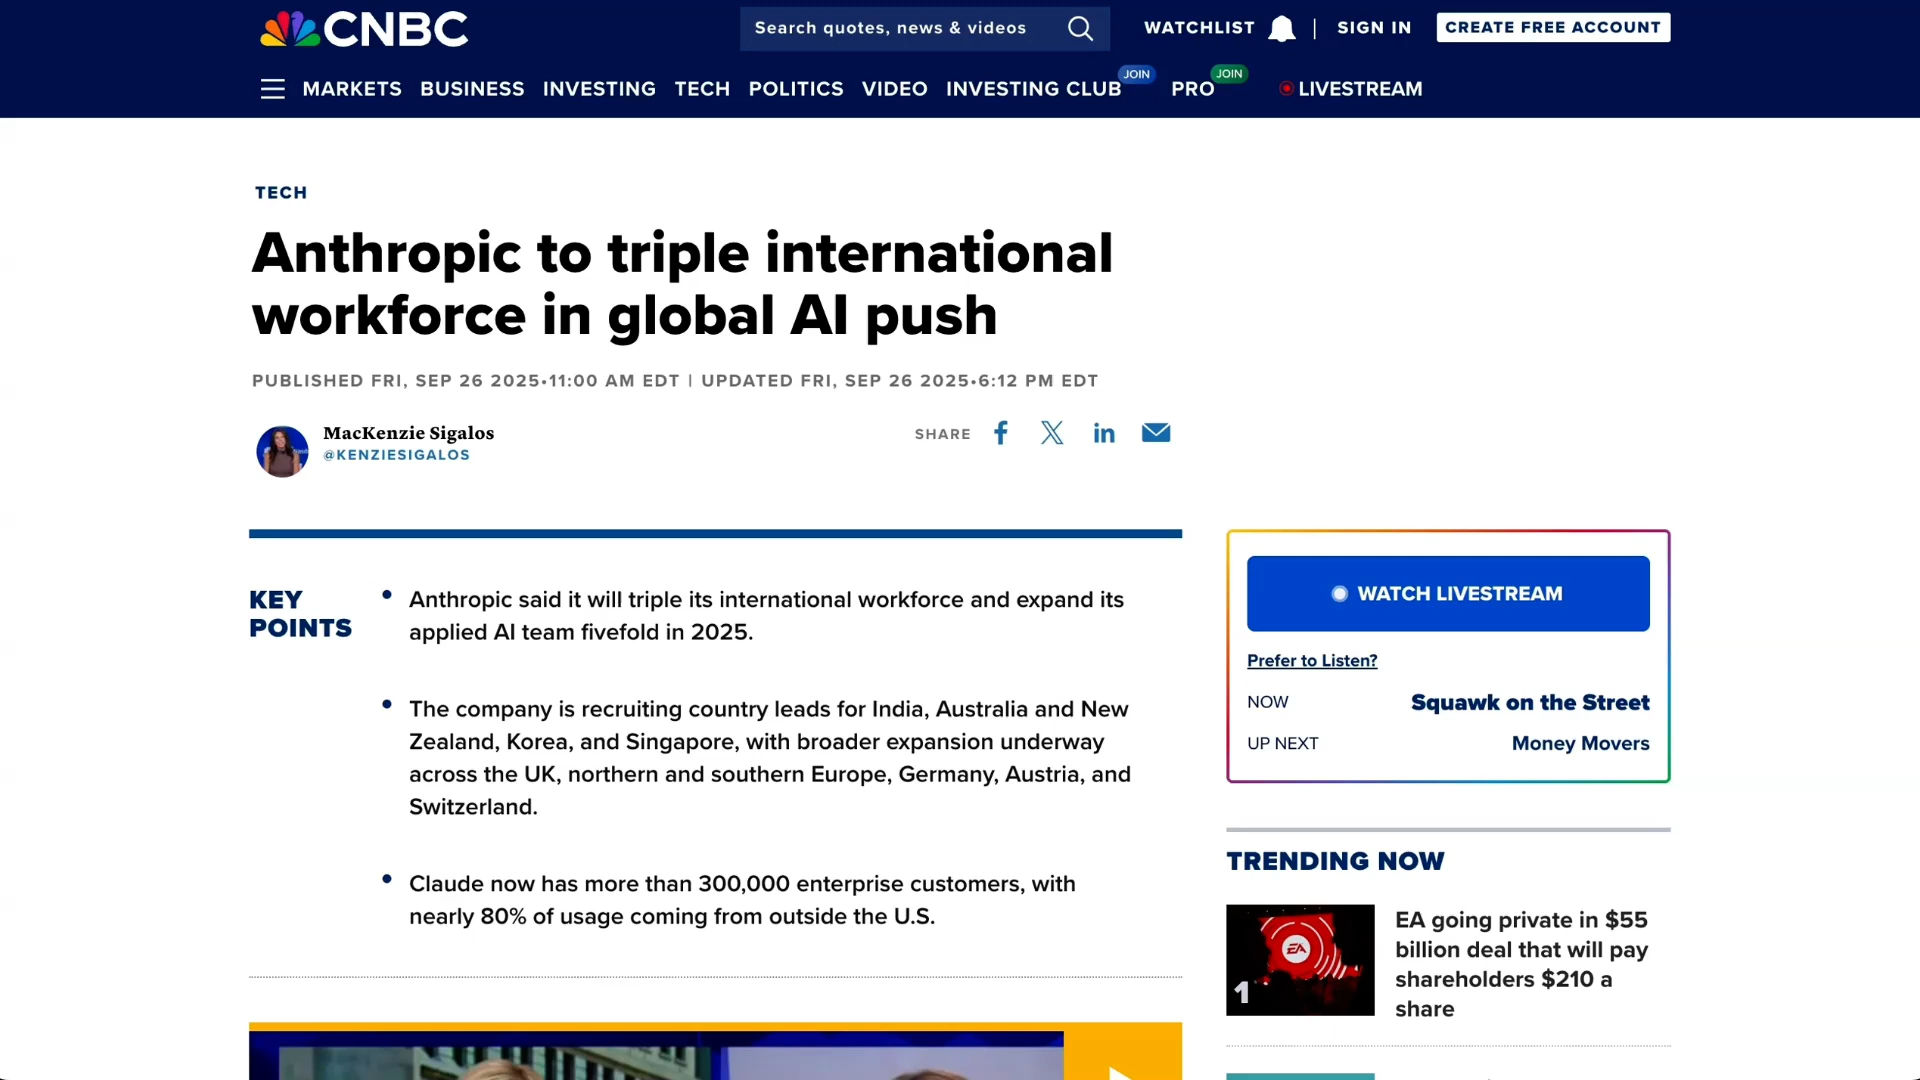 CNBC
Search quotes, news & videos
WATCHLIST
SIGN IN
CREATE FREE ACCOUNT
MARKETS
BUSINESS
INVESTING
TECH
POLITICS
VIDEO
INVESTING CLUB
JOIN
PRO
JOIN
LIVESTREAM
TECH
Anthropic to triple international
workforce in global AI push
PUBLISHED FRI, SEP 26 2025•11:00 AM EDT | UPDATED FRI, SEP 26 2025•6:12 PM EDT
MacKenzie Sigalos
@KENZIESIGALOS
SHARE
KEY
POINTS
• Anthropic said it will triple its international workforce and expand its
applied AI team fivefold in 2025.
• The company is recruiting country leads for India, Australia and New
Zealand, Korea, and Singapore, with broader expansion underway
across the UK, northern and southern Europe, Germany, Austria, and
Switzerland.
• Claude now has more than 300,000 enterprise customers, with
nearly 80% of usage coming from outside the U.S.
WATCH LIVESTREAM
Prefer to Listen?
NOW
Squawk on the Street
UP NEXT
Money Movers
TRENDING NOW
EA
1
EA going private in $55
billion deal that will pay
shareholders $210 a
share